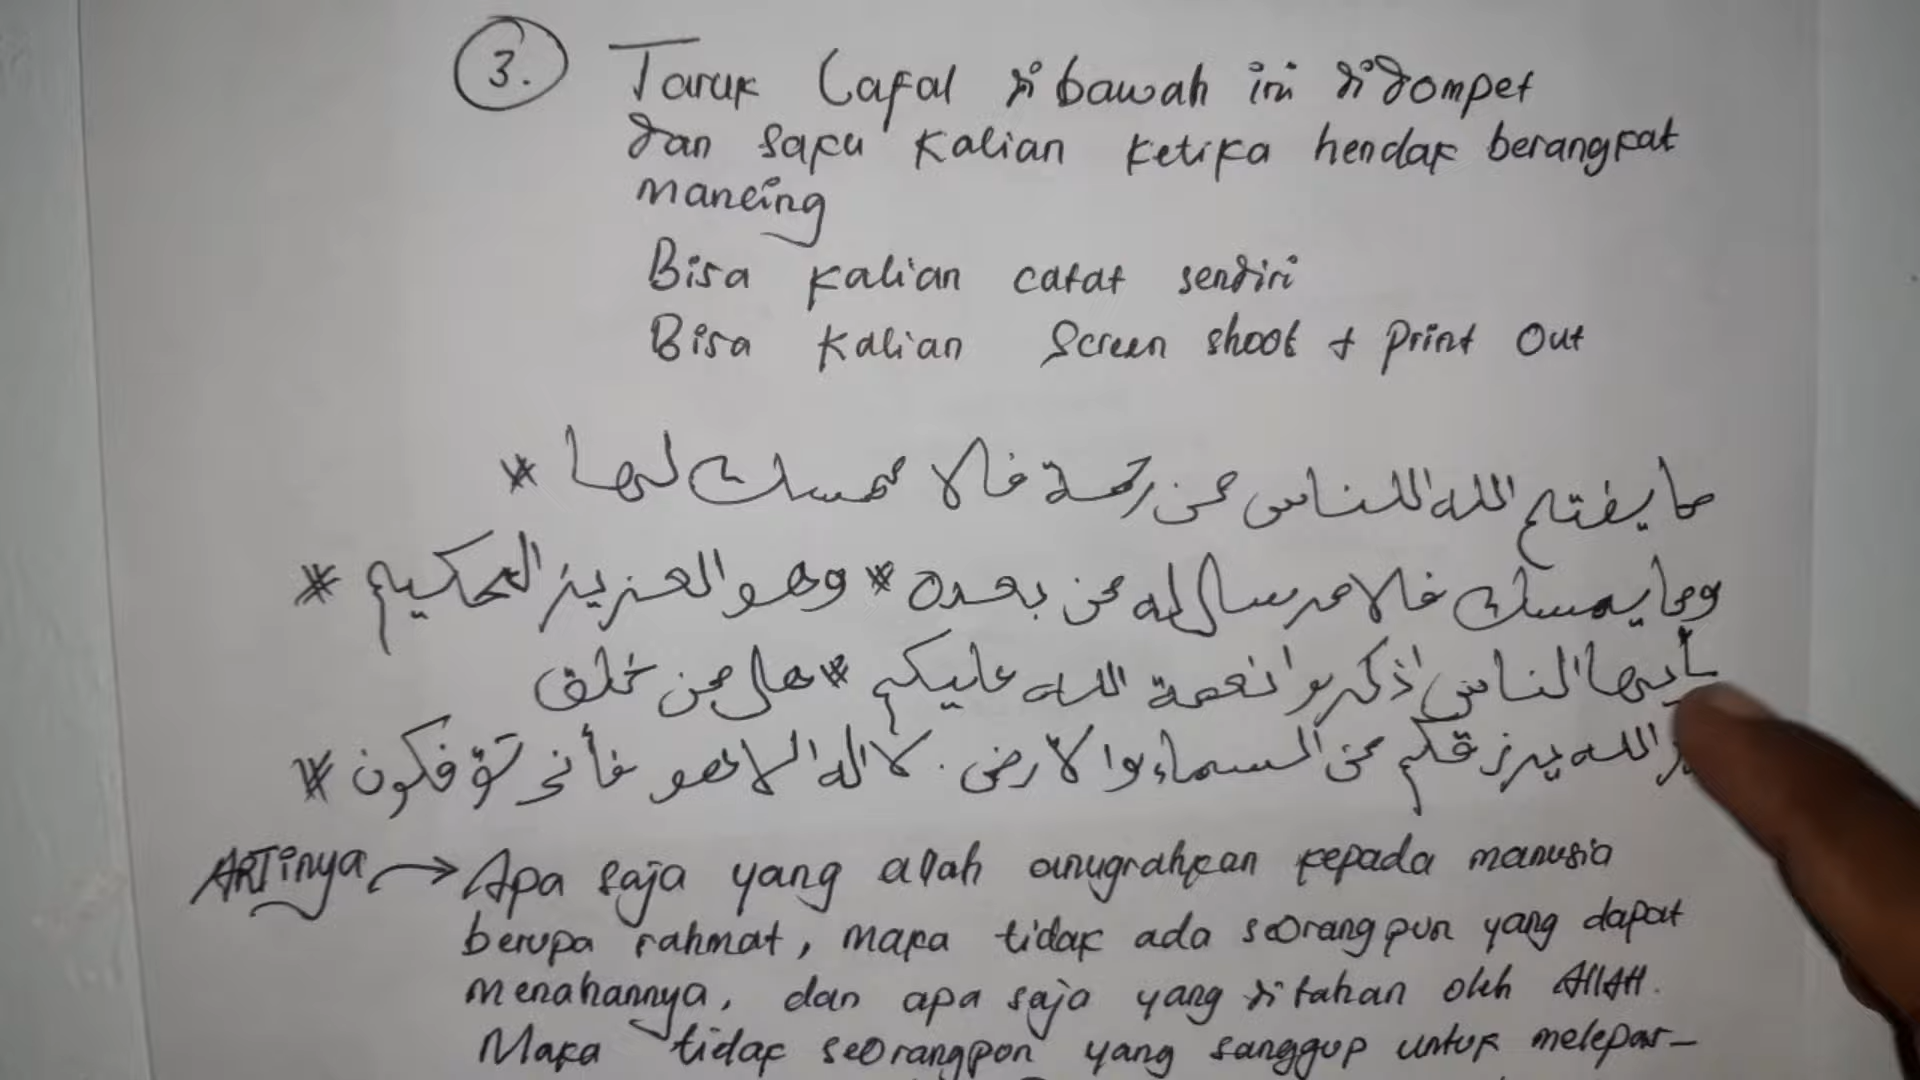 3. Taruk Lafal di bawah ini di dompet
dan saku kalian ketika hendak berangkat
mancing
Bisa kalian catat sendiri
Bisa kalian Screen shoot + print out
ما يفتح الله للناس من رحمة فلا ممسك لها *
وما يمسك فلا مرسل له من بعده * وهو العزيز الحكيم *
يأيها الناس اذكروا نعمة الله عليكم * هل من خلق
الله يرزقكم من السماء والأرض . لا اله الا هو فأنى تؤفكون *
ARTinya → Apa saja yang allah anugrahkan kepada manusia
berupa rahmat, maka tidak ada seorangpun yang dapat
menahannya, dan apa saja yang ditahan oleh AllAH.
Maka tidak seorangpon yang sanggup untuk melepas-